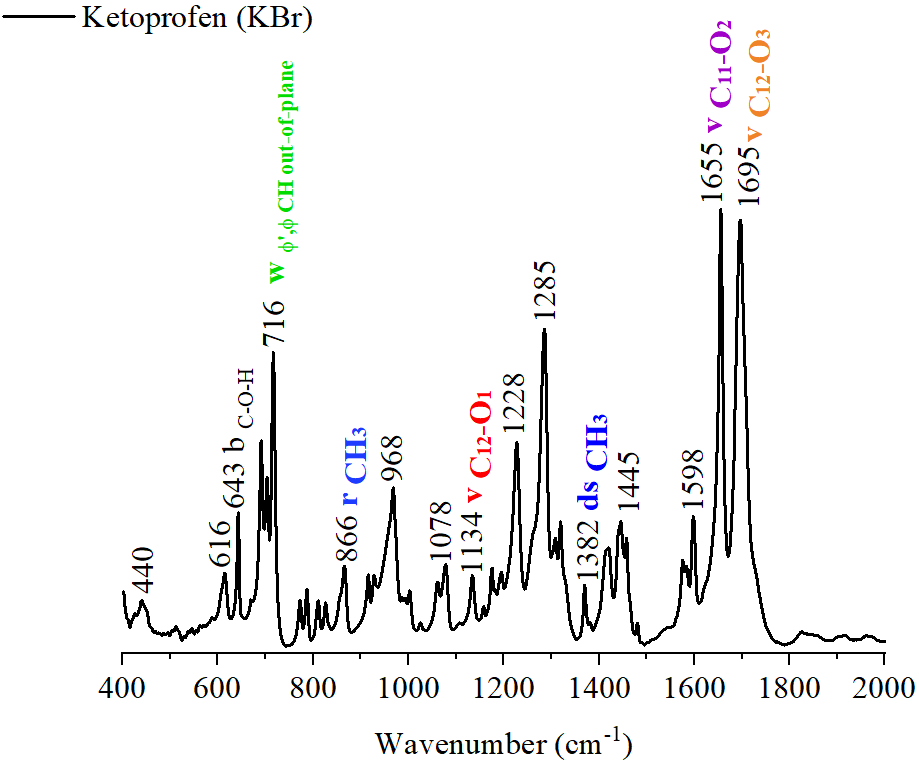 Ketoprofen (KBr)
440
616
643 b C-O-H
716 w ϕ',ϕ CH out-of-plane
866 r CH3
968
1078
1134 v C12-O1
1228
1285
1382 ds CH3
1445
1598
1655 v C11-O2
1695 v C12-O3
400 600 800 1000 1200 1400 1600 1800 2000
Wavenumber (cm-1)